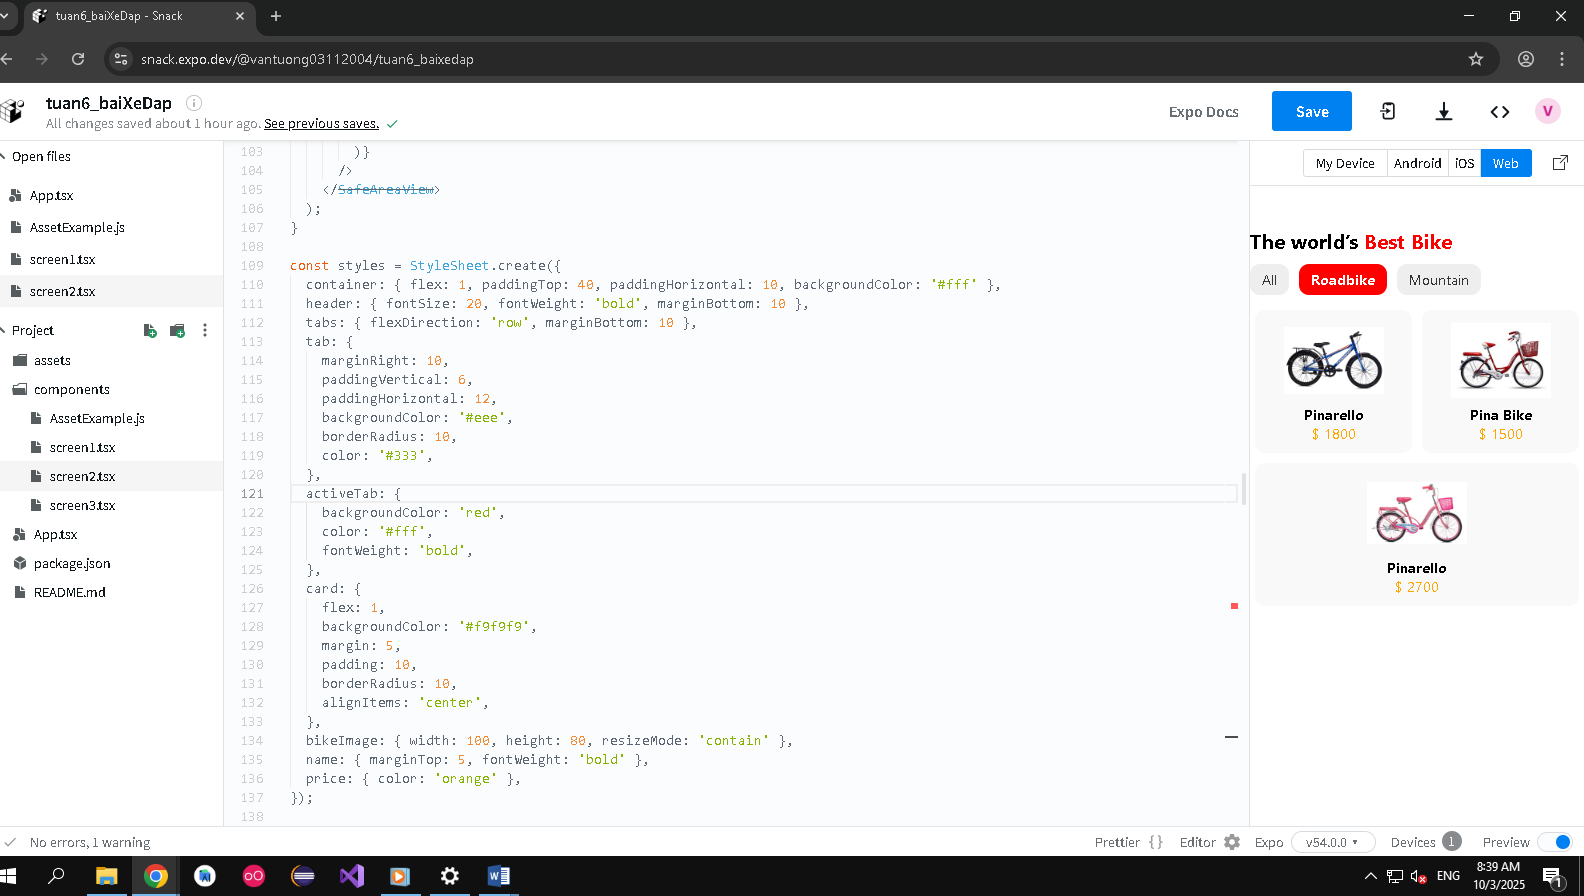 tuan6_baiXeDap - Snack
snack.expo.dev/@vantuong03112004/tuan6_baixedap
tuan6_baiXeDap
All changes saved about 1 hour ago. See previous saves.
Expo Docs
Save
V
Open files
App.tsx
AssetExample.js
screen1.tsx
screen2.tsx
Project
assets
components
AssetExample.js
screen1.tsx
screen2.tsx
screen3.tsx
App.tsx
package.json
README.md
103 )}
104 />
105 </SafeAreaView>
106 );
107 }
108
109 const styles = StyleSheet.create({
110 container: { flex: 1, paddingTop: 40, paddingHorizontal: 10, backgroundColor: '#fff' },
111 header: { fontSize: 20, fontWeight: 'bold', marginBottom: 10 },
112 tabs: { flexDirection: 'row', marginBottom: 10 },
113 tab: {
114 marginRight: 10,
115 paddingVertical: 6,
116 paddingHorizontal: 12,
117 backgroundColor: '#eee',
118 borderRadius: 10,
119 color: '#333',
120 },
121 activeTab: {
122 backgroundColor: 'red',
123 color: '#fff',
124 fontWeight: 'bold',
125 },
126 card: {
127 flex: 1,
128 backgroundColor: '#f9f9f9',
129 margin: 5,
130 padding: 10,
131 borderRadius: 10,
132 alignItems: 'center',
133 },
134 bikeImage: { width: 100, height: 80, resizeMode: 'contain' },
135 name: { marginTop: 5, fontWeight: 'bold' },
136 price: { color: 'orange' },
137 });
138
My Device Android iOS Web
The world's Best Bike
All Roadbike Mountain
Pinarello
$ 1800
Pina Bike
$ 1500
Pinarello
$ 2700
No errors, 1 warning
Prettier { } Editor Expo v54.0.0 Devices 1 Preview
ENG
8:39 AM
10/3/2025
1